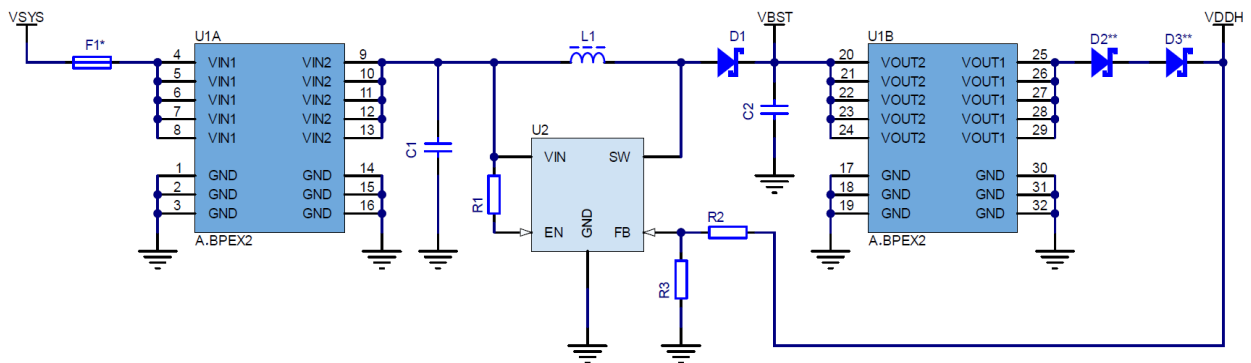 VSYS VBST VDDH
F1* U1A L1 D1 U1B D2** D3**
4 VIN1 VIN2 9 20 VOUT2 VOUT1 25
5 VIN1 VIN2 10 21 VOUT2 VOUT1 26
6 VIN1 VIN2 11 22 VOUT2 VOUT1 27
7 VIN1 VIN2 12 23 VOUT2 VOUT1 28
8 VIN1 VIN2 13 24 VOUT2 VOUT1 29
C1 C2
U2
VIN SW
1 GND GND 14 17 GND GND 30
2 GND GND 15 18 GND GND 31
3 GND GND 16 19 GND GND 32
R1 EN GND FB R2
A.BPEX2 A.BPEX2
R3